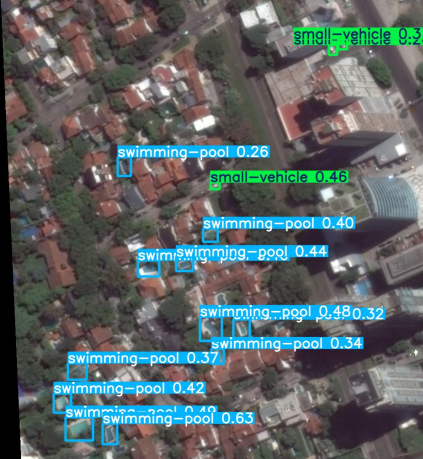 small-vehicle 0.3
swimming-pool 0.26
small-vehicle 0.46
swimming-pool 0.40
swimming-pool 0.44
swimming-pool 0.48
0.32
swimming-pool 0.34
swimming-pool 0.37
swimming-pool 0.42
swimming-pool 0.63